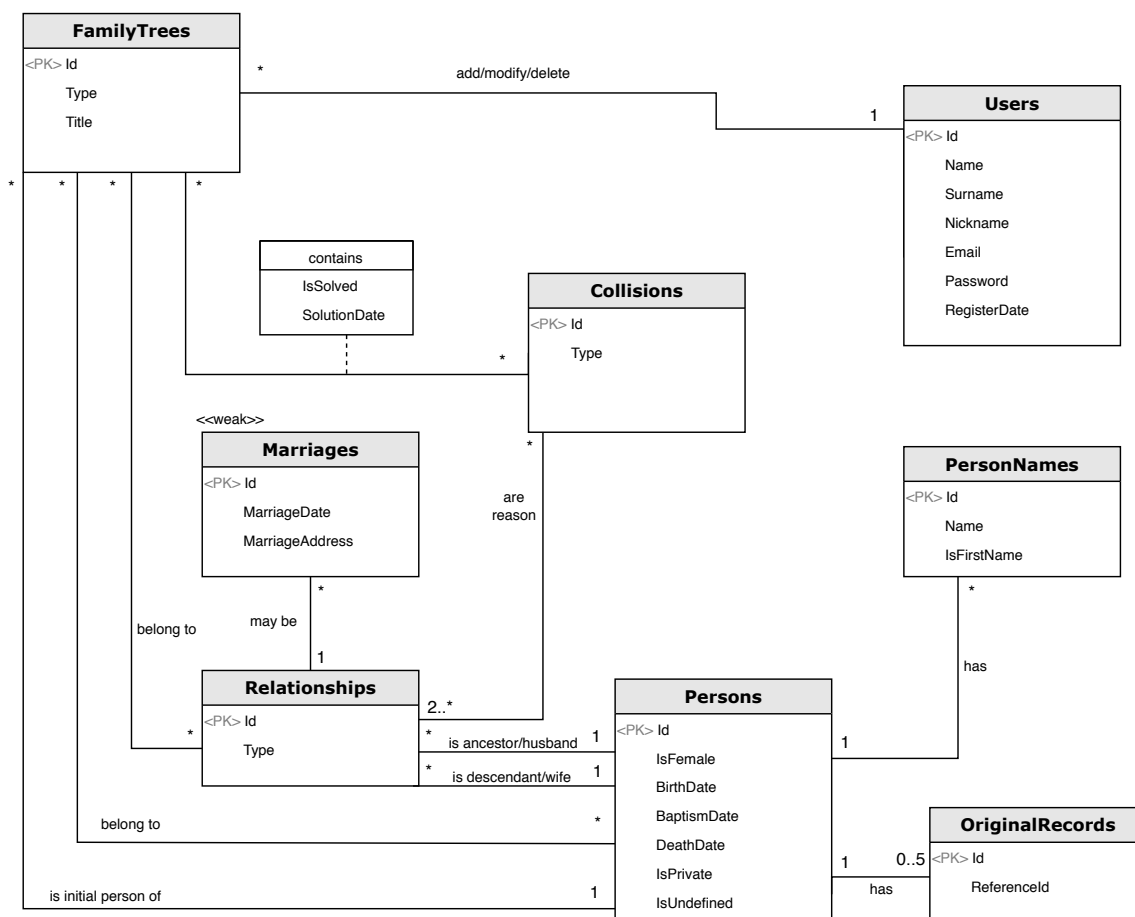 FamilyTrees
<PK> Id
Type
Title
*
add/modify/delete
1
Users
<PK> Id
Name
Surname
Nickname
Email
Password
RegisterDate
*
*
*
*
contains
IsSolved
SolutionDate
Collisions
<PK> Id
Type
*
*
<<weak>>
Marriages
<PK> Id
MarriageDate
MarriageAddress
are
reason
PersonNames
<PK> Id
Name
IsFirstName
*
*
belong to
may be
1
has
Relationships
<PK> Id
Type
*
2..*
*
is ancestor/husband
1
*
is descendant/wife
1
Persons
<PK> Id
IsFemale
BirthDate
BaptismDate
DeathDate
IsPrivate
IsUndefined
1
belong to
*
is initial person of
1
1
0..5
has
OriginalRecords
<PK> Id
ReferenceId